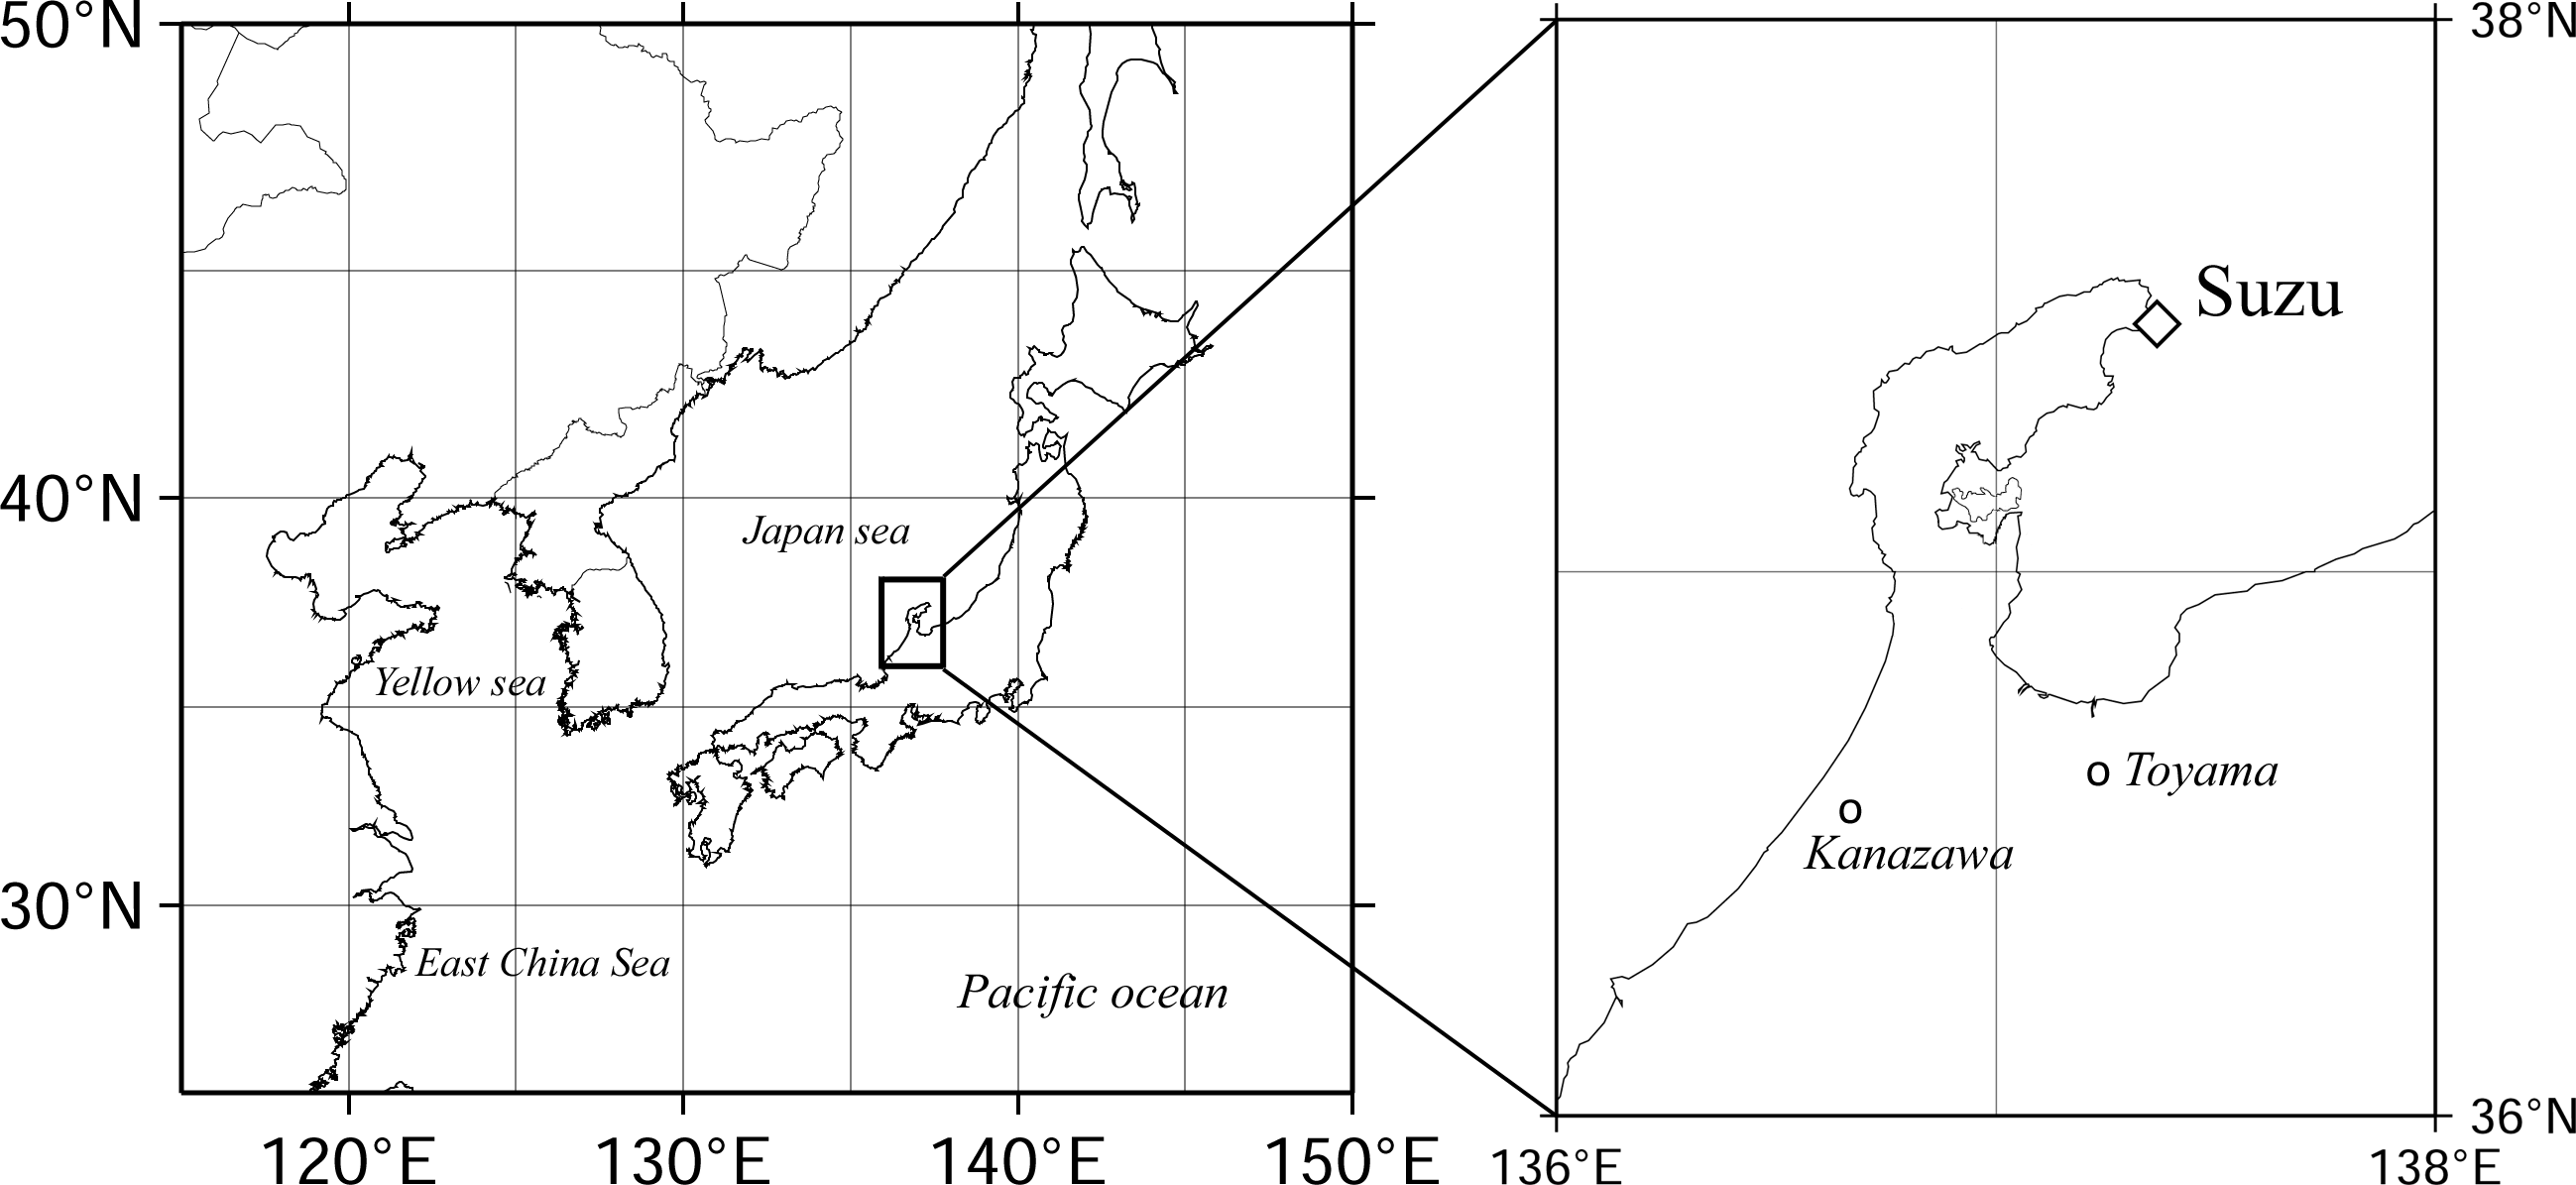 50°N
40°N
30°N
120°E
130°E
140°E
150°E
Japan sea
Yellow sea
East China Sea
Pacific ocean
38°N
36°N
136°E
138°E
Suzu
Toyama
Kanazawa